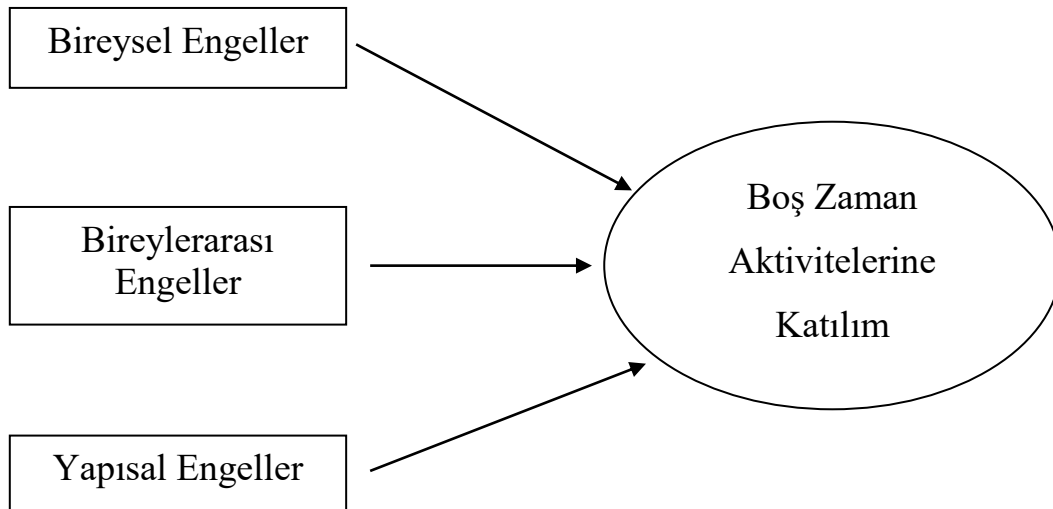 Bireysel Engeller
Bireylerarası
Engeller
Yapısal Engeller
Boş Zaman
Aktivitelerine
Katılım